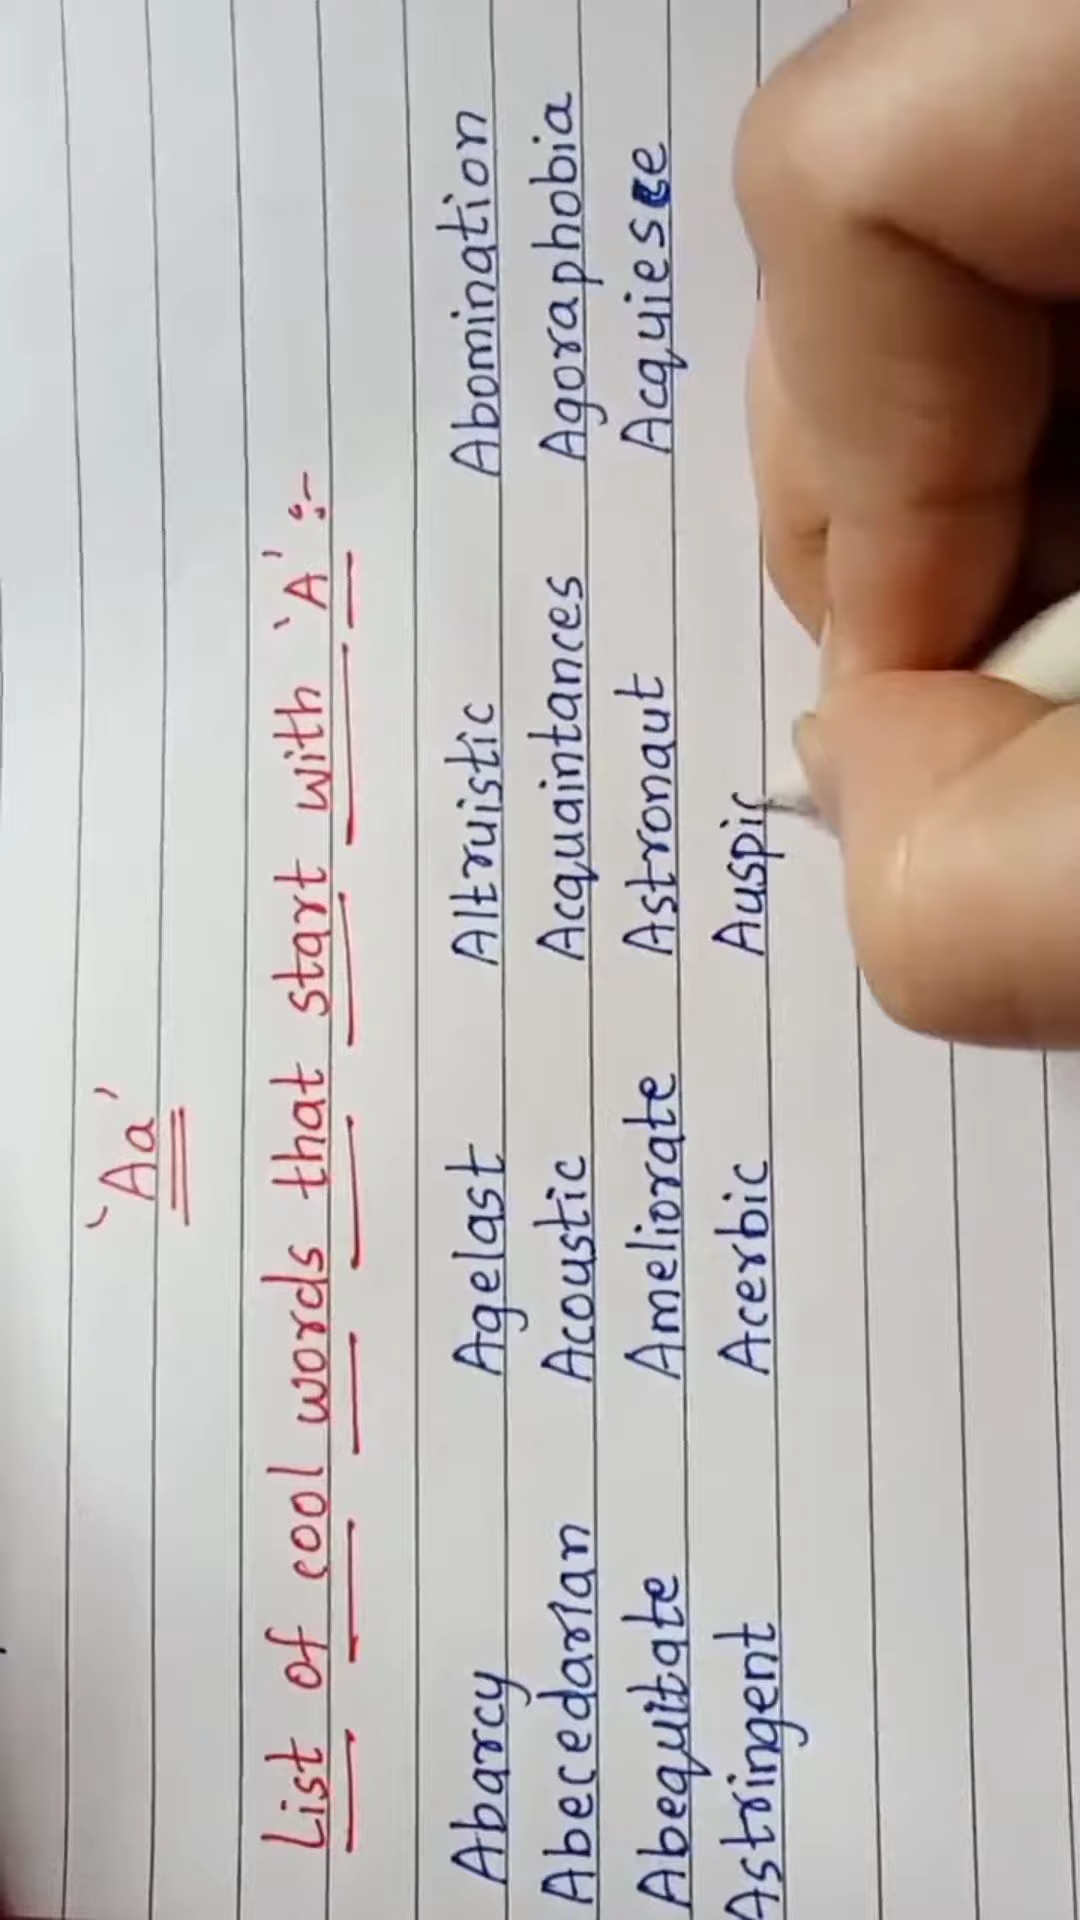 'Aa'
List of cool words that start with 'A' :-
Abarcy Agelast Altruistic Abomination
Abecedarian Acoustic Acquaintances Agoraphobia
Abequitate Ameliorate Astronaut Acquiesce
Astringent Acerbic Auspic